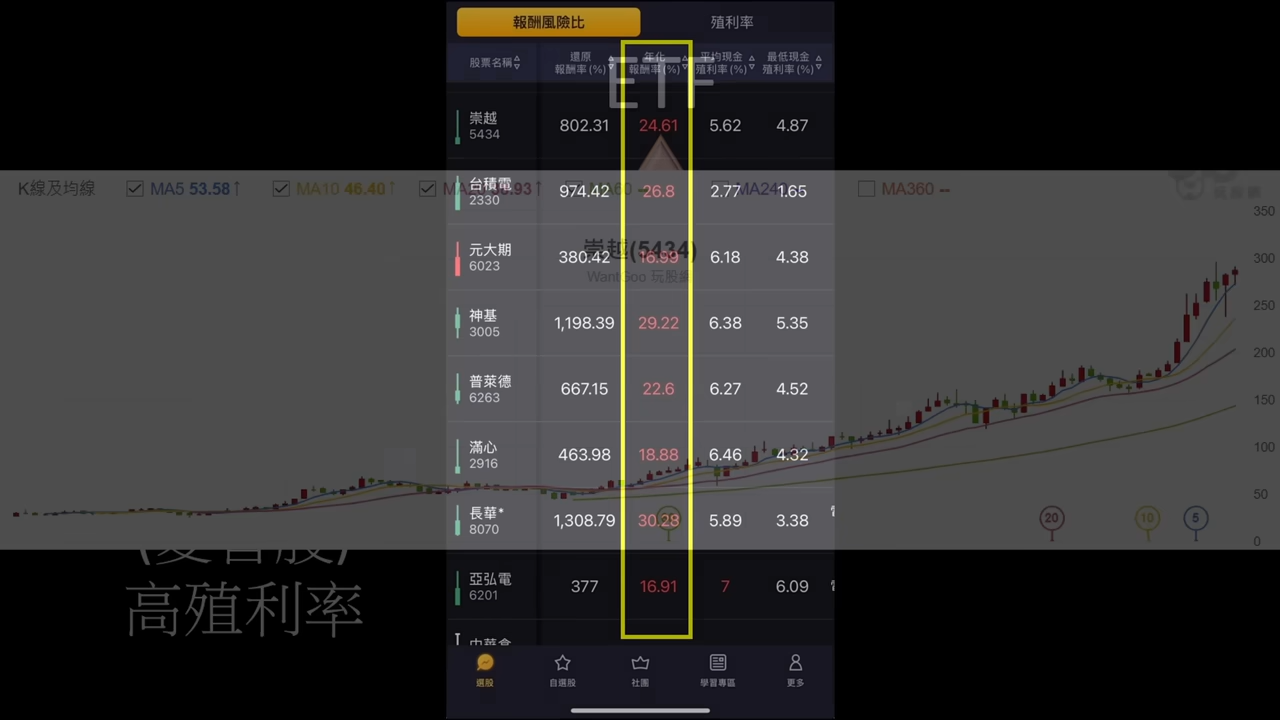 報酬風險比 殖利率
股票名稱 還原報酬率(%) 年化報酬率(%) 平均現金殖利率(%) 最低現金殖利率(%)
ETF
崇越 5434 802.31 24.61 5.62 4.87
K線及均線 MA5 53.58↑ MA10 46.40↑ MA360 --
台積電 2330 974.42 26.8 2.77 1.65
崇越(5434)
WantGoo 玩股網
元大期 6023 380.42 16.99 6.18 4.38
神基 3005 1,198.39 29.22 6.38 5.35
普萊德 6263 667.15 22.6 6.27 4.52
滿心 2916 463.98 18.88 6.46 4.32
長華* 8070 1,308.79 30.28 5.89 3.38
亞弘電 6201 377 16.91 7 6.09
350
300
250
200
150
100
50
0
20 10 5
高殖利率
選股 自選股 社團 學習專區 更多